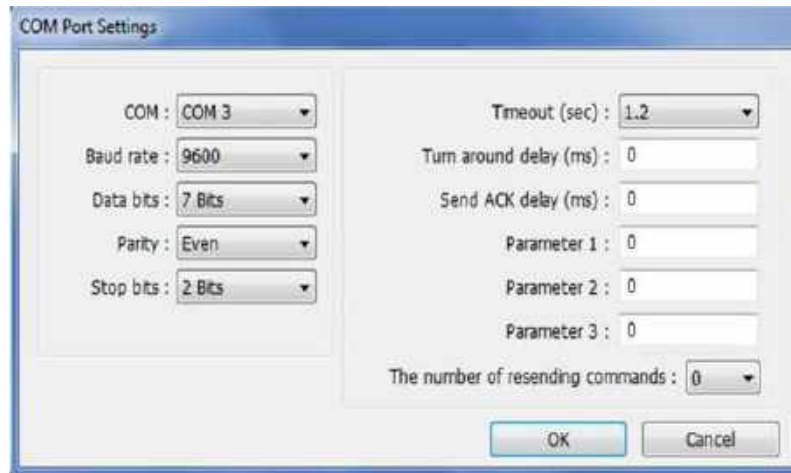 COM Port Settings
COM : COM 3
Baud rate : 9600
Data bits : 7 Bits
Parity : Even
Stop bits : 2 Bits
Timeout (sec) : 1.2
Turn around delay (ms) : 0
Send ACK delay (ms) : 0
Parameter 1 : 0
Parameter 2 : 0
Parameter 3 : 0
The number of resending commands : 0
OK Cancel